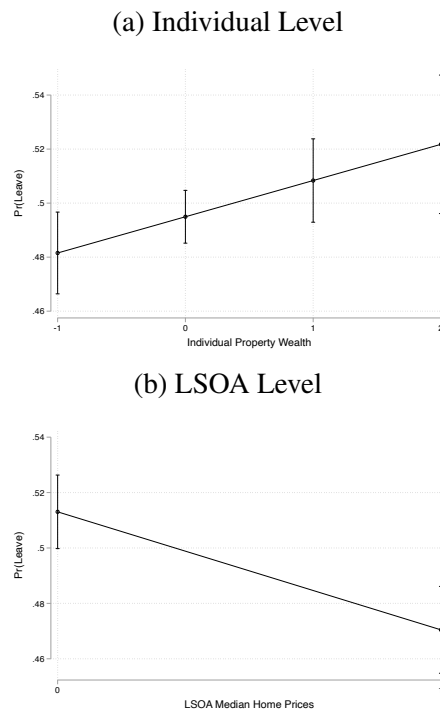 (a) Individual Level
.54
.52
.5
.48
.46
Pr(Leave)
-1 0 1 2
Individual Property Wealth
(b) LSOA Level
.54
.52
.5
.48
.46
Pr(Leave)
0 1
LSOA Median Home Prices